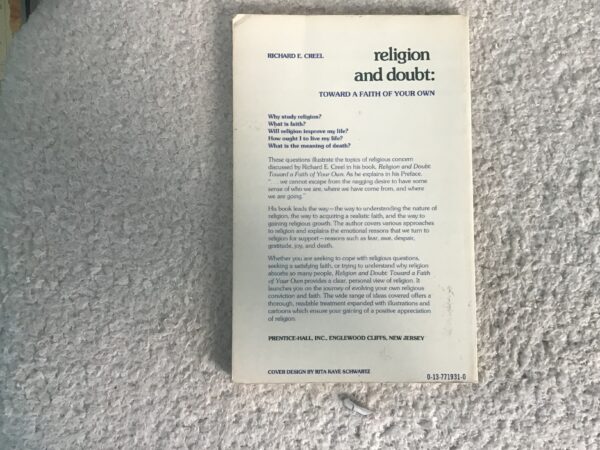 RICHARD E. CREEL
religion
and doubt:
TOWARD A FAITH OF YOUR OWN
Why study religion?
What is faith?
Will religion improve my life?
How ought I to live my life?
What is the meaning of death?
These questions illustrate the topics of religious concern
discussed by Richard E. Creel in his book, Religion and Doubt:
Toward a Faith of Your Own. As he explains in his Preface,
"... we cannot escape from the nagging desire to have some
sense of who we are, where we have come from, and where
we are going."
His book leads the way—the way to understanding the nature of
religion, the way to acquiring a realistic faith, and the way to
gaining religious growth. The author covers various approaches
to religion and explains the emotional reasons that we turn to
religion for support—reasons such as fear, awe, despair,
gratitude, joy, and death.
Whether you are seeking to cope with religious questions,
seeking a satisfying faith, or trying to understand why religion
absorbs so many people, Religion and Doubt: Toward a Faith
of Your Own provides a clear, personal view of religion. It
launches you on the journey of evolving your own religious
conviction and faith. The wide range of ideas covered offers a
thorough, readable treatment expanded with illustrations and
cartoons which ensure your gaining of a positive appreciation
of religion.
PRENTICE-HALL, INC., ENGLEWOOD CLIFFS, NEW JERSEY
COVER DESIGN BY RITA KAYE SCHWARTZ
0-13-771931-0